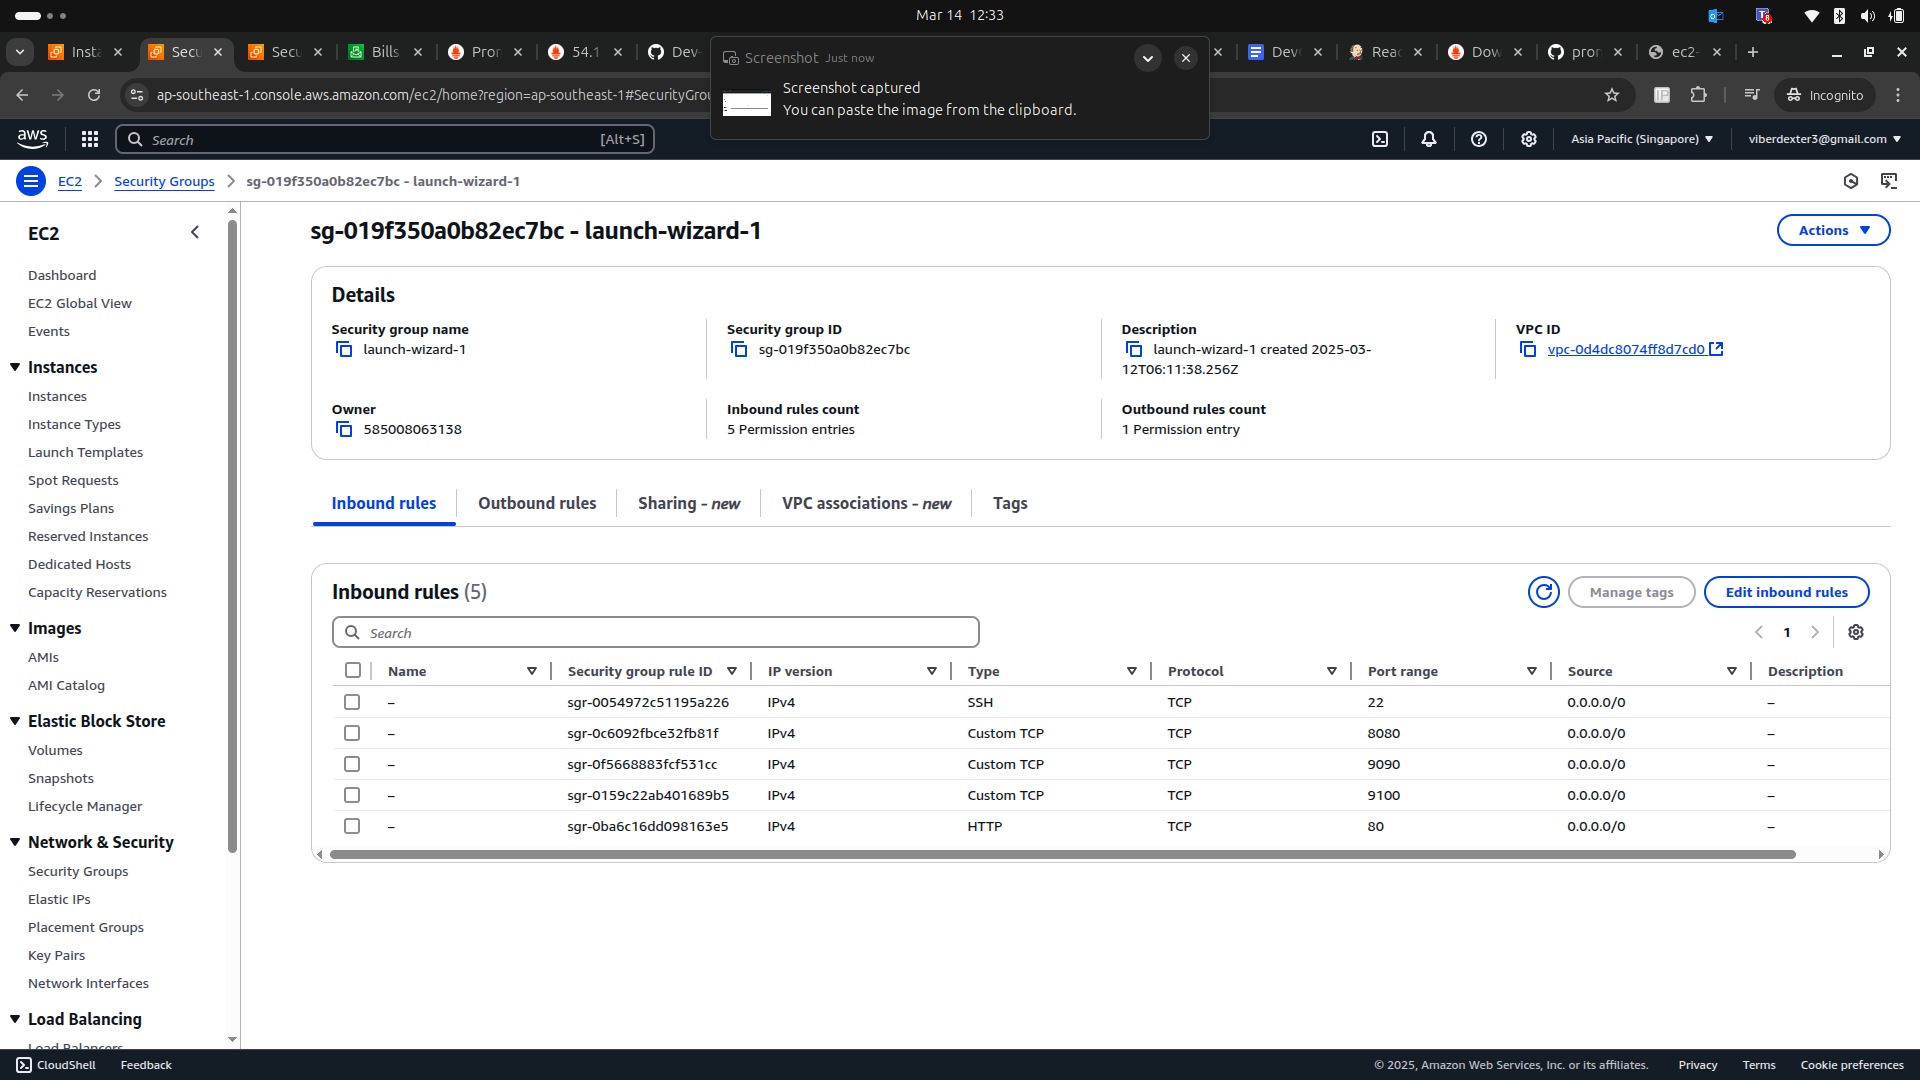 Mar 14 12:33
Insta
Secu
Secu
Bills
Pron
54.1
Dev-
Dev
Reac
Dow
pron
ec2-
Screenshot Just now
Screenshot captured
You can paste the image from the clipboard.
ap-southeast-1.console.aws.amazon.com/ec2/home?region=ap-southeast-1#SecurityGrou
Incognito
aws
Search [Alt+S]
Asia Pacific (Singapore)
viberdexter3@gmail.com
EC2 > Security Groups > sg-019f350a0b82ec7bc - launch-wizard-1
EC2
Dashboard
EC2 Global View
Events
Instances
Instances
Instance Types
Launch Templates
Spot Requests
Savings Plans
Reserved Instances
Dedicated Hosts
Capacity Reservations
Images
AMIs
AMI Catalog
Elastic Block Store
Volumes
Snapshots
Lifecycle Manager
Network & Security
Security Groups
Elastic IPs
Placement Groups
Key Pairs
Network Interfaces
Load Balancing
Load Balancers
sg-019f350a0b82ec7bc - launch-wizard-1
Actions
Details
Security group name
launch-wizard-1
Security group ID
sg-019f350a0b82ec7bc
Description
launch-wizard-1 created 2025-03-
12T06:11:38.256Z
VPC ID
vpc-0d4dc8074ff8d7cd0
Owner
585008063138
Inbound rules count
5 Permission entries
Outbound rules count
1 Permission entry
Inbound rules
Outbound rules
Sharing - new
VPC associations - new
Tags
Inbound rules (5)
Manage tags
Edit inbound rules
Search
1
Name Security group rule ID IP version Type Protocol Port range Source Description
– sgr-0054972c51195a226 IPv4 SSH TCP 22 0.0.0.0/0 –
– sgr-0c6092fbce32fb81f IPv4 Custom TCP TCP 8080 0.0.0.0/0 –
– sgr-0f5668883fcf531cc IPv4 Custom TCP TCP 9090 0.0.0.0/0 –
– sgr-0159c22ab401689b5 IPv4 Custom TCP TCP 9100 0.0.0.0/0 –
– sgr-0ba6c16dd098163e5 IPv4 HTTP TCP 80 0.0.0.0/0 –
CloudShell
Feedback
© 2025, Amazon Web Services, Inc. or its affiliates.
Privacy
Terms
Cookie preferences